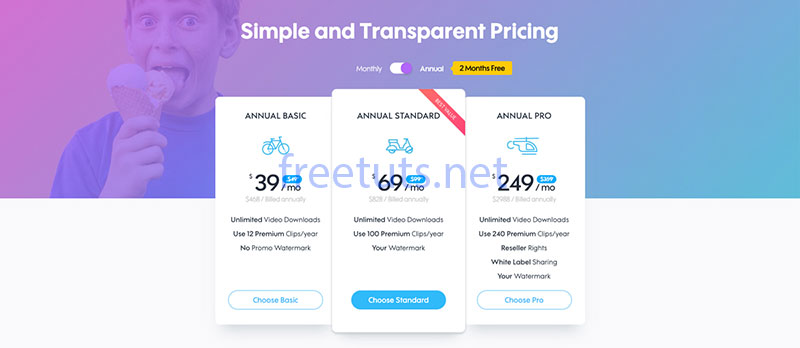 Simple and Transparent Pricing
Monthly Annual 2 Months Free
ANNUAL BASIC
$39 $49 /mo
$468 / Billed annually
Unlimited Video Downloads
Use 12 Premium Clips/year
No Promo Watermark
Choose Basic
BEST VALUE
ANNUAL STANDARD
$69 $99 /mo
$828 / Billed annually
Unlimited Video Downloads
Use 100 Premium Clips/year
Your Watermark
Choose Standard
ANNUAL PRO
$249 $359 /mo
$2988 / Billed annually
Unlimited Video Downloads
Use 240 Premium Clips/year
Reseller Rights
White Label Sharing
Your Watermark
Choose Pro
freetuts.net